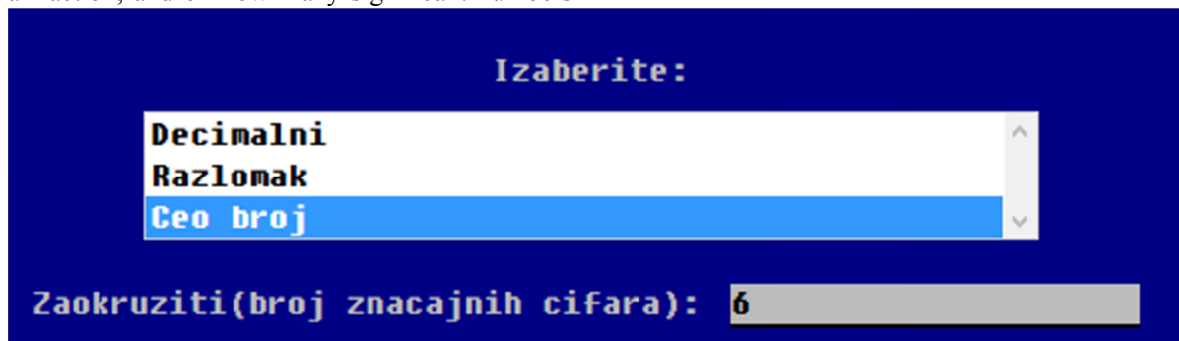 Izaberite:
Decimalni
Razlomak
Ceo broj
Zaokruziti(broj znacajnih cifara): 6